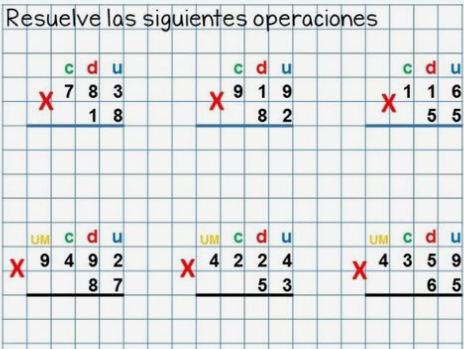 Resuelve las siguientes operaciones
c d u c d u c d u
7 8 3 9 1 9 1 1 6
X 1 8 X 8 2 X 5 5
UM c d u UM c d u UM c d u
9 4 9 2 4 2 2 4 4 3 5 9
X 8 7 X 5 3 X 6 5